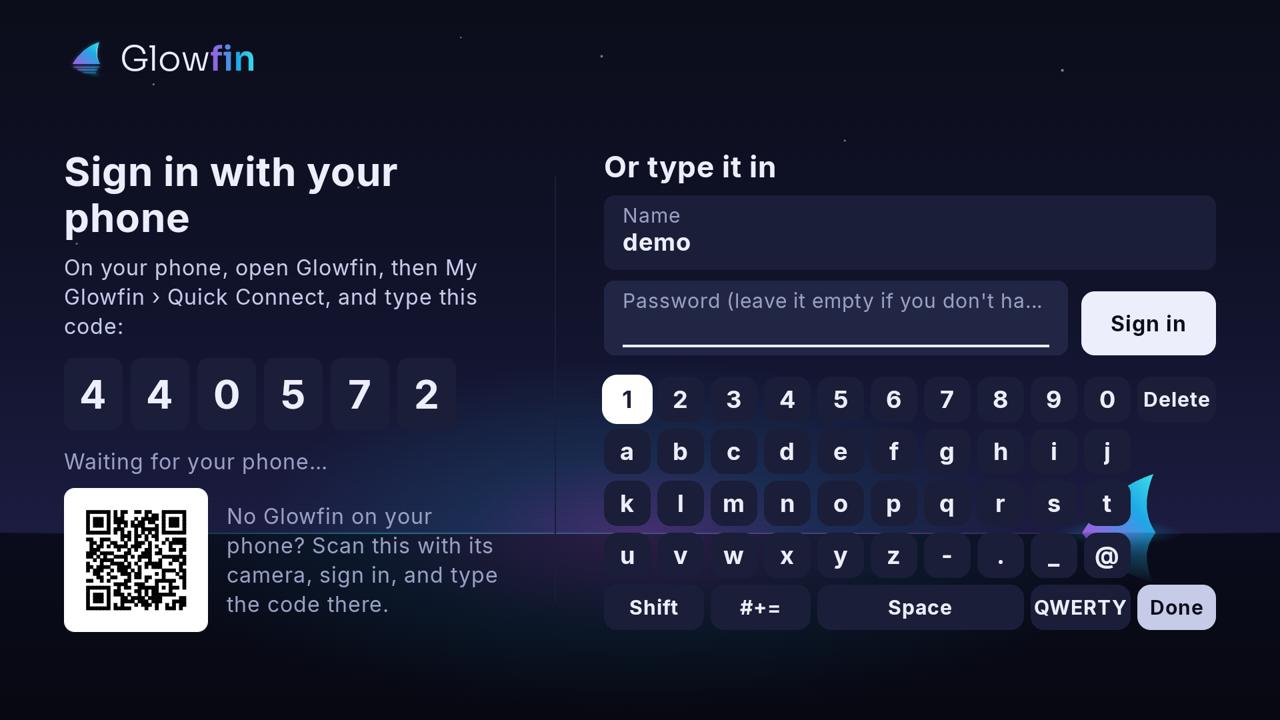 Glowfin
Sign in with your
phone
On your phone, open Glowfin, then My
Glowfin › Quick Connect, and type this
code:
4 4 0 5 7 2
Waiting for your phone...
No Glowfin on your
phone? Scan this with its
camera, sign in, and type
the code there.
Or type it in
Name
demo
Password (leave it empty if you don't ha...
Sign in
1 2 3 4 5 6 7 8 9 0 Delete
a b c d e f g h i j
k l m n o p q r s t
u v w x y z - . _ @
Shift #+= Space QWERTY Done